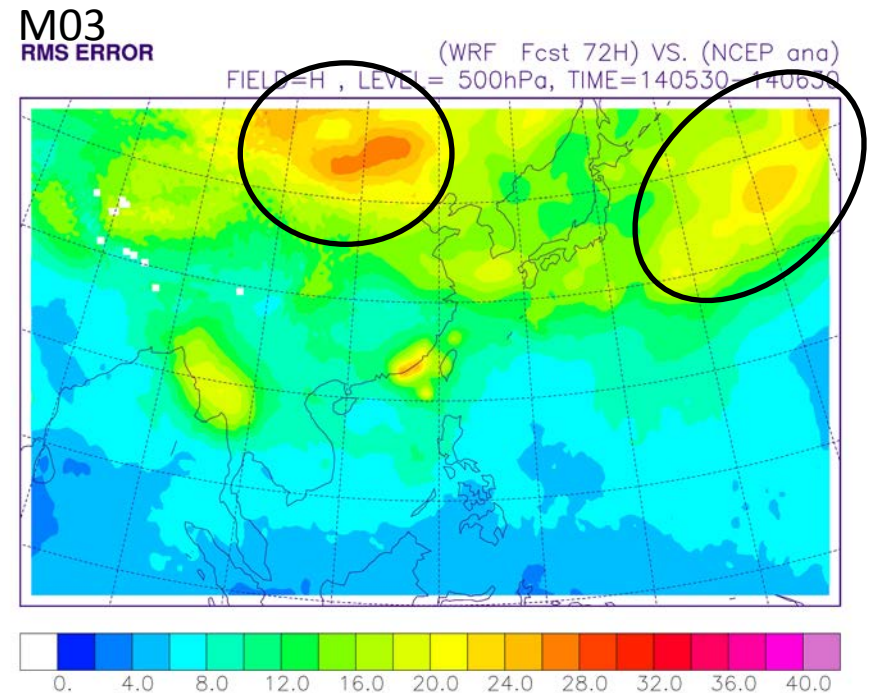 M03
RMS ERROR
(WRF Fcst 72H) VS. (NCEP ana)
FIELD=H , LEVEL= 500hPa, TIME=140530-140630
0. 4.0 8.0 12.0 16.0 20.0 24.0 28.0 32.0 36.0 40.0